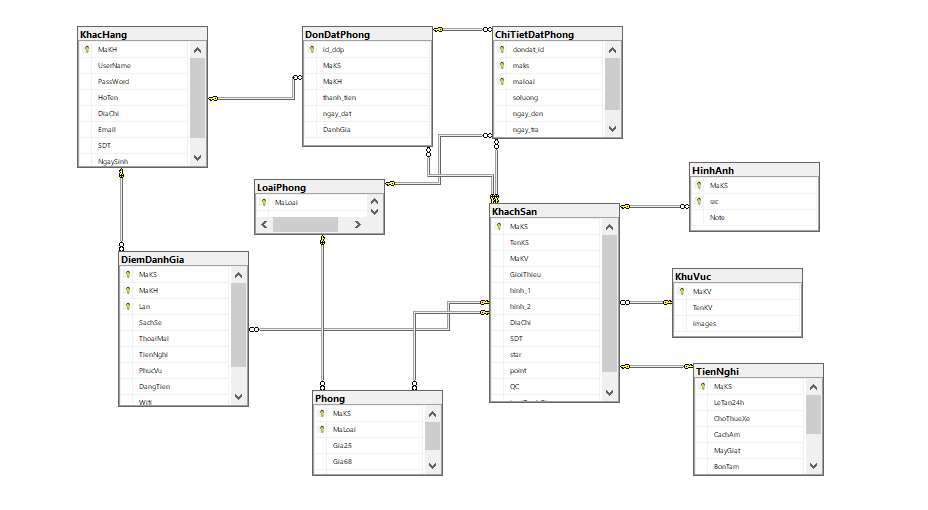 KhacHang
MaKH
UserName
PassWord
HoTen
DiaChi
Email
SDT
NgaySinh
DonDatPhong
id_ddp
MaKS
MaKH
thanh_tien
ngay_dat
DanhGia
ChiTietDatPhong
dondat_id
maks
maloai
soluong
ngay_den
ngay_tra
LoaiPhong
MaLoai
HinhAnh
MaKS
src
Note
KhachSan
MaKS
TenKS
MaKV
GioiThieu
hinh_1
hinh_2
DiaChi
SDT
star
point
QC
DiemDanhGia
MaKS
MaKH
Lan
SachSe
ThoaiMai
TienNghi
PhucVu
DangTien
Wifi
KhuVuc
MaKV
TenKV
images
Phong
MaKS
MaLoai
Gia25
Gia68
TienNghi
MaKS
LeTan24h
ChoThueXe
CachAm
MayGiat
BonTam